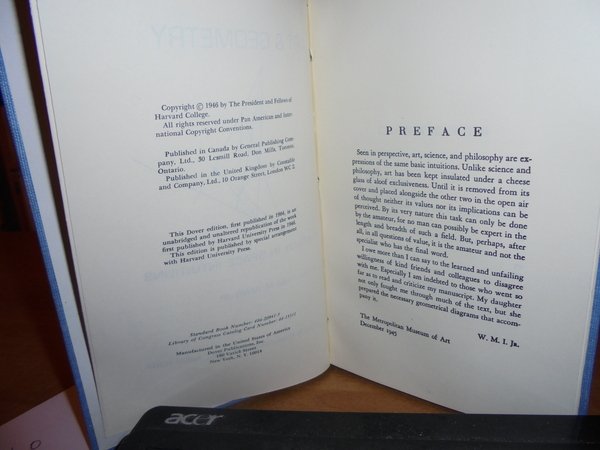 Copyright © 1946 by The President and Fellows of
Harvard College.
All rights reserved under Pan American and Inter-
national Copyright Conventions.
Published in Canada by General Publishing Com-
pany, Ltd., 30 Lesmill Road, Don Mills, Toronto,
Ontario.
Published in the United Kingdom by Constable
and Company, Ltd., 10 Orange Street, London WC 2.
This Dover edition, first published in 1964, is an
unabridged and unaltered republication of the work
first published by Harvard University Press in 1946.
This edition is published by special arrangement
with Harvard University Press.
Standard Book Number:
Library of Congress Catalog Card Number:
Manufactured in the United States of America
Dover Publications, Inc.
180 Varick Street
New York, N. Y. 10014
PREFACE
Seen in perspective, art, science, and philosophy are ex-
pressions of the same basic intuitions. Unlike science and
philosophy, art has been kept insulated under a cheese
glass of aloof exclusiveness. Until it is removed from its
cover and placed alongside the other two in the open air
of thought neither its values nor its implications can be
perceived. By its very nature this task can only be done
by the amateur, for no man can possibly be expert in the
length and breadth of such a field. But, perhaps, after
all, in all questions of value, it is the amateur and not the
specialist who has the final word.
I owe more than I can say to the learned and unfailing
willingness of kind friends and colleagues to disagree
with me. Especially I am indebted to those who went so
far as to read and criticize my manuscript. My daughter
not only fought me through much of the text, but she
prepared the necessary geometrical diagrams that accom-
pany it.
W. M. I, Jr.
The Metropolitan Museum of Art
December 1945
acer